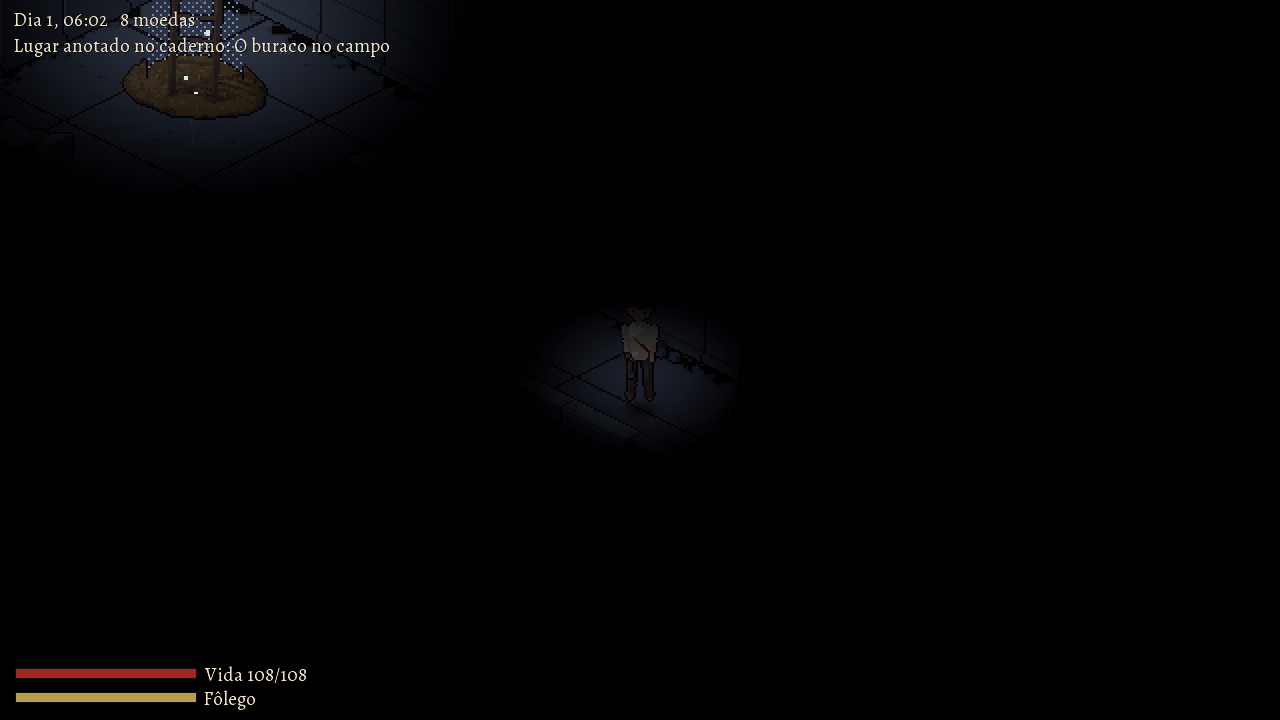 Dia 1, 06:02 8 moedas
Lugar anotado no caderno: O buraco no campo
Vida 108/108
Fôlego